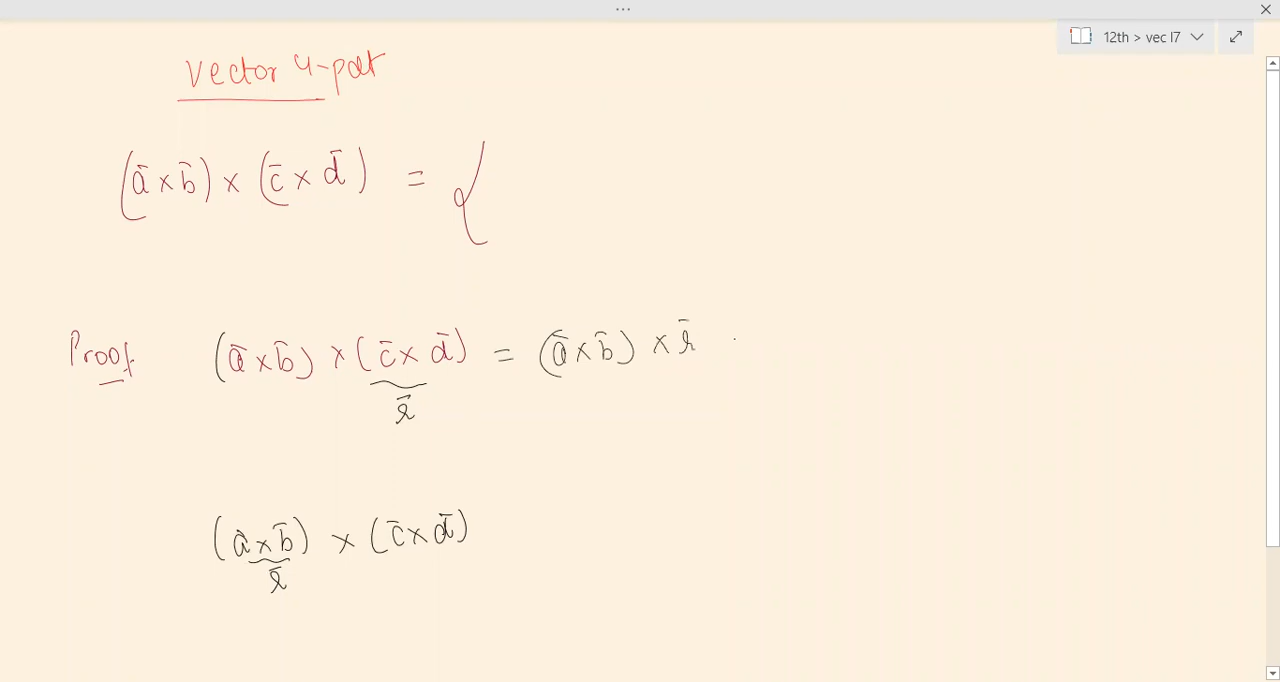 ...
12th > vec l7
Vector 4-pdt
(a̅ × b̅) × (c̅ × d̅) = {
Proof (a̅ × b̅) × (c̅ × d̅) = (a̅ × b̅) × r̅
r̅
(a̅ × b̅) × (c̅ × d̅)
r̅